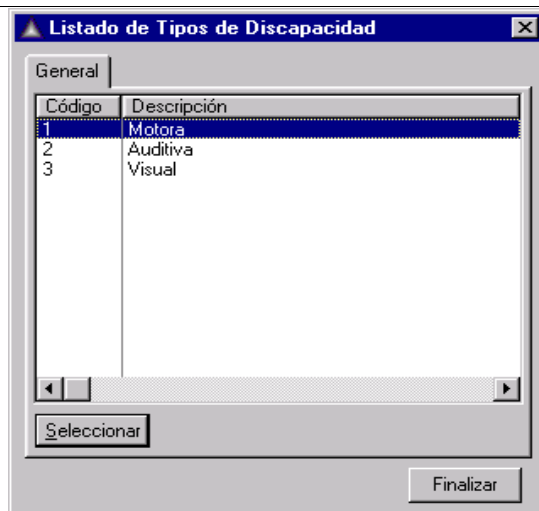 Listado de Tipos de Discapacidad
General
Código Descripción
1 Motora
2 Auditiva
3 Visual
Seleccionar
Finalizar